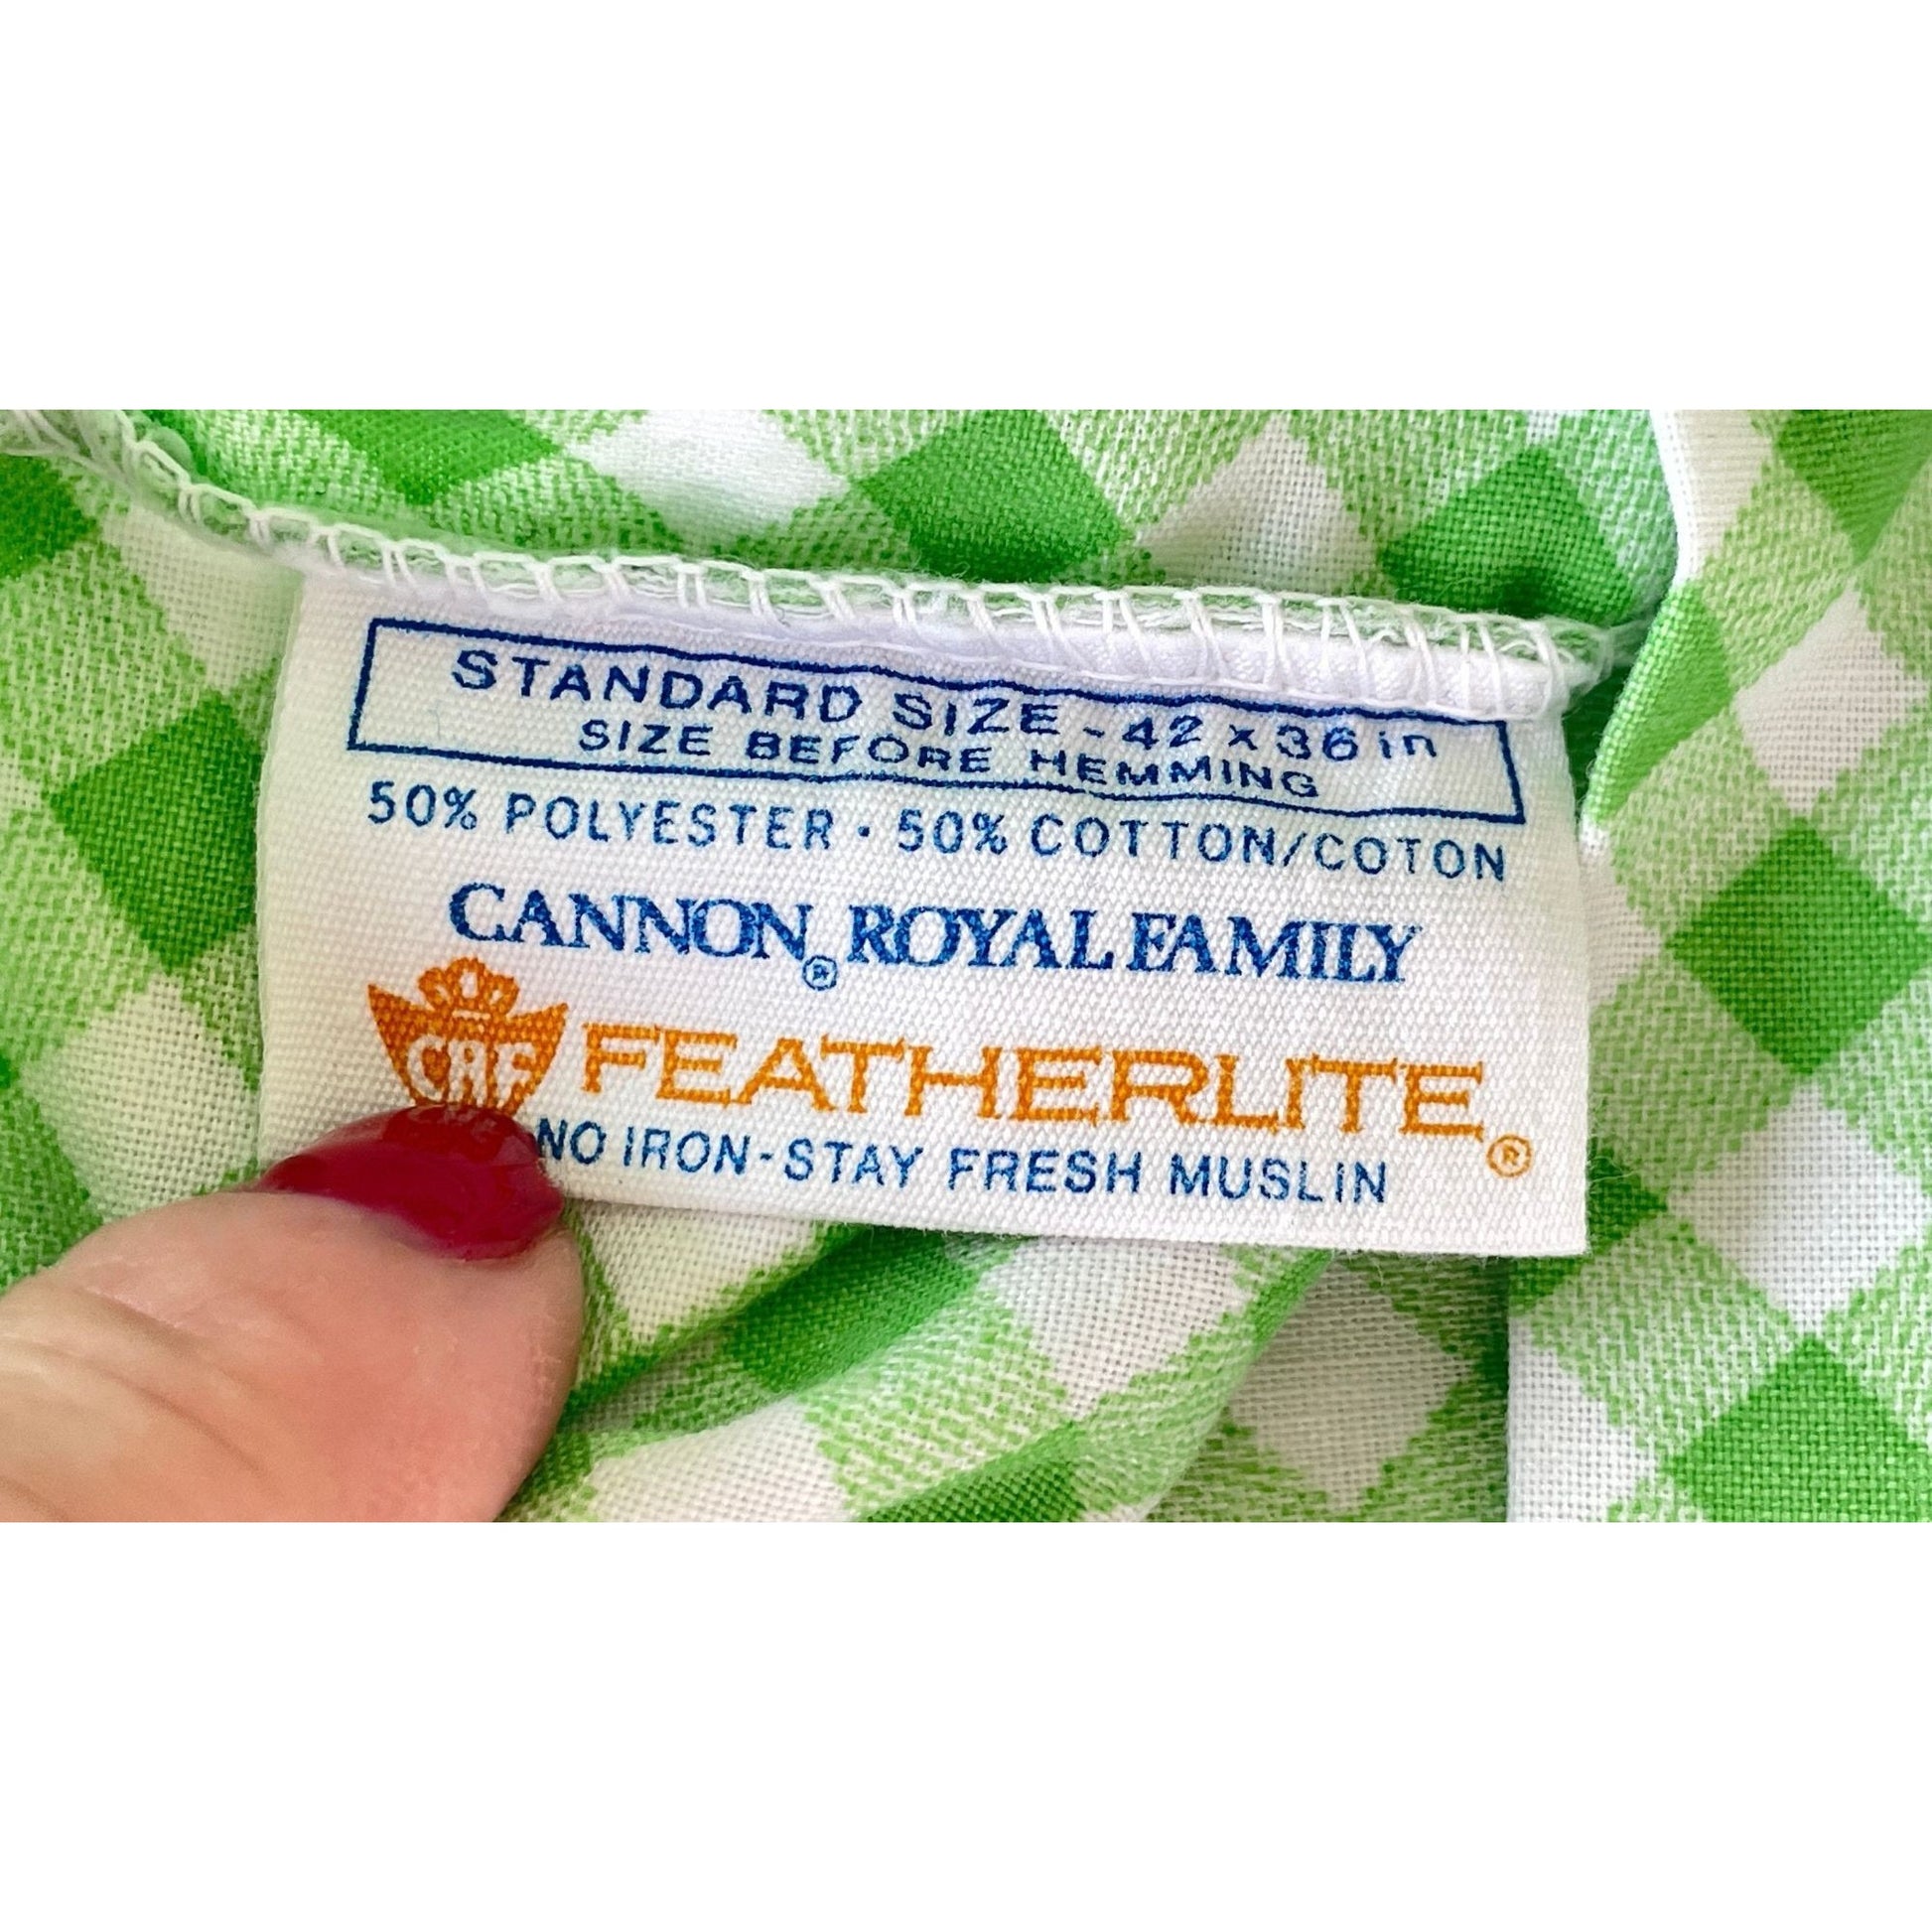 STANDARD SIZE - 42 x 36 in
SIZE BEFORE HEMMING
50% POLYESTER · 50% COTTON/COTON
CANNON® ROYAL FAMILY
CRF FEATHERLITE®
NO IRON-STAY FRESH MUSLIN